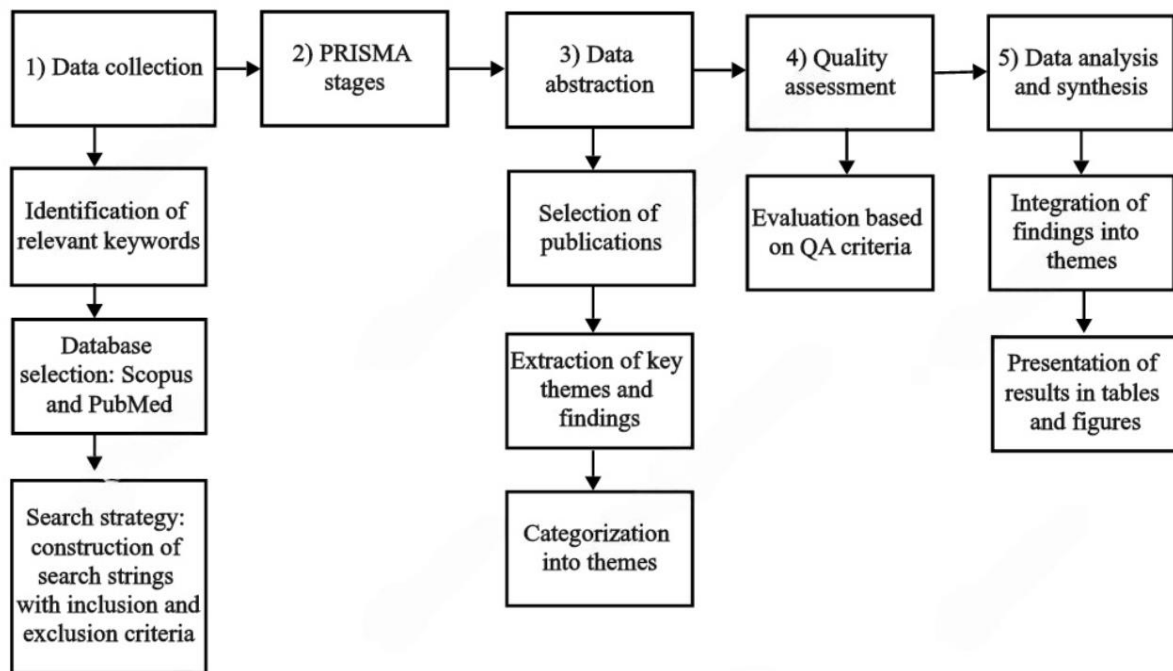 1) Data collection
2) PRISMA
stages
3) Data
abstraction
4) Quality
assessment
5) Data analysis
and synthesis
Identification of
relevant keywords
Database
selection: Scopus
and PubMed
Search strategy:
construction of
search strings
with inclusion and
exclusion criteria
Selection of
publications
Extraction of key
themes and
findings
Categorization
into themes
Evaluation based
on QA criteria
Integration of
findings into
themes
Presentation of
results in tables
and figures